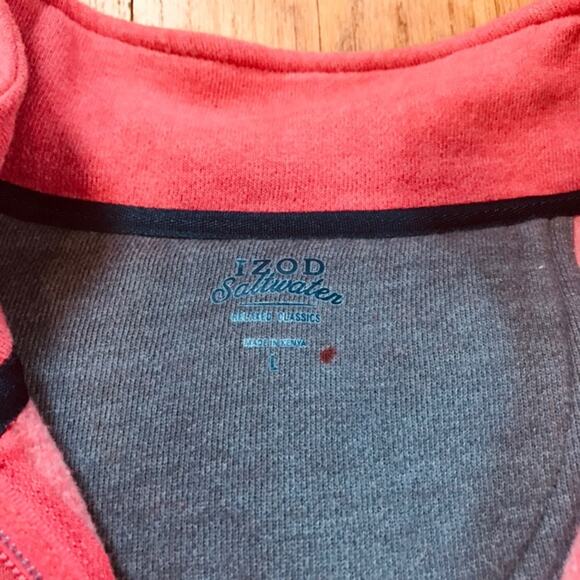 IZOD
Saltwater
RELAXED CLASSICS
MADE IN KENYA
L